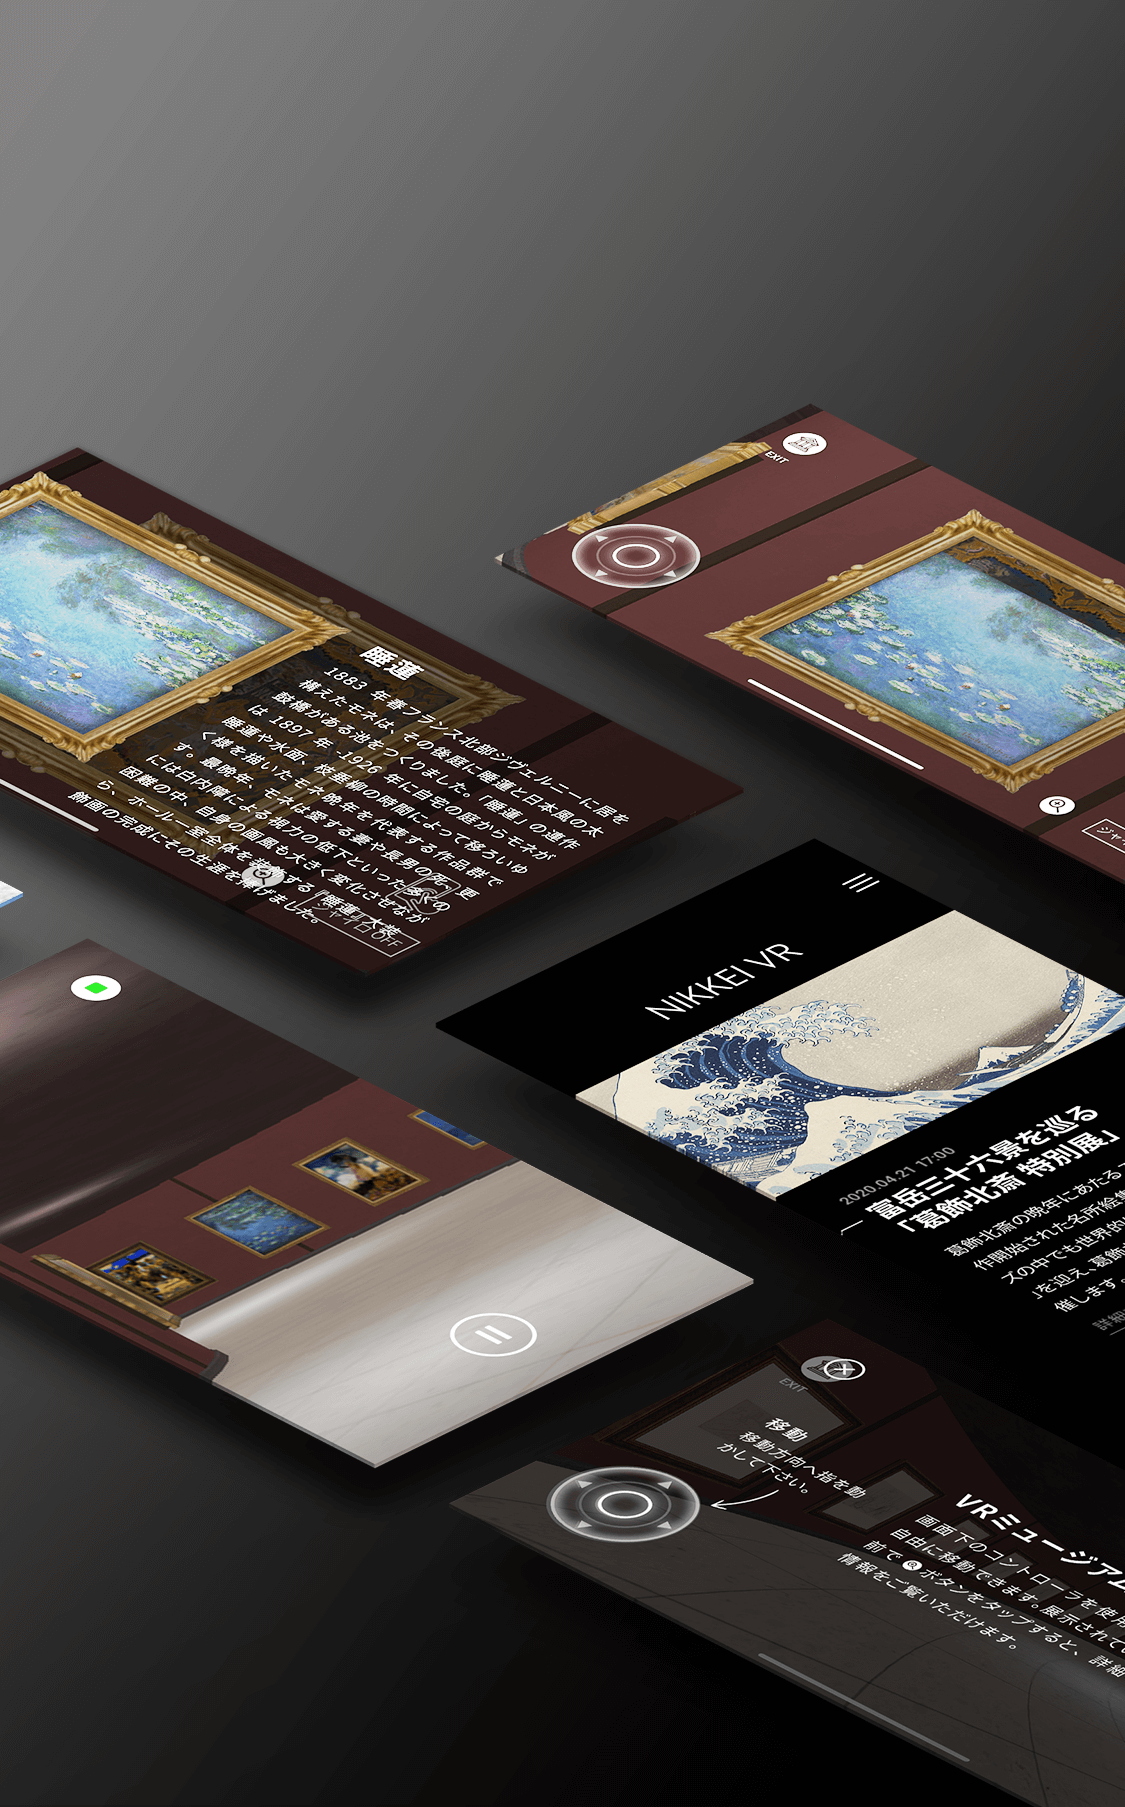 EXIT
ジャイ
睡蓮
1883 年春フランス北部ジヴェルニーに居を
構えたモネは、その後庭に睡蓮と日本風の太
鼓橋がある池をつくりました。「睡蓮」の連作
は 1897 年 -1926 年に自宅の庭からモネが
睡蓮や水面、枝垂柳の時間によって移ろいゆ
く様を描いたモネ晩年を代表する作品群で
す。最晩年、モネは愛する妻や長男の死、更
には白内障による視力の低下といった多くの
困難の中、自身の画風も大きく変化させなが
ら、ホール一室全体を装飾する「睡蓮」大装
飾画の完成にその生涯を捧げました。
ジャイロ OFF
NIKKEI VR
2020.04.21 17:00
富岳三十六景を巡る
「葛飾北斎 特別展」
葛飾北斎の晩年にあたる
作開始された名所絵集
ズの中でも世界的
」を迎え、葛飾
催します。
詳細
EXIT
移動
移動方向へ指を動
かして下さい。
VRミュージアム
画面下のコントローラを使用
自由に移動できます。展示されてい
前で ボタンをタップすると、詳細
情報をご覧いただけます。